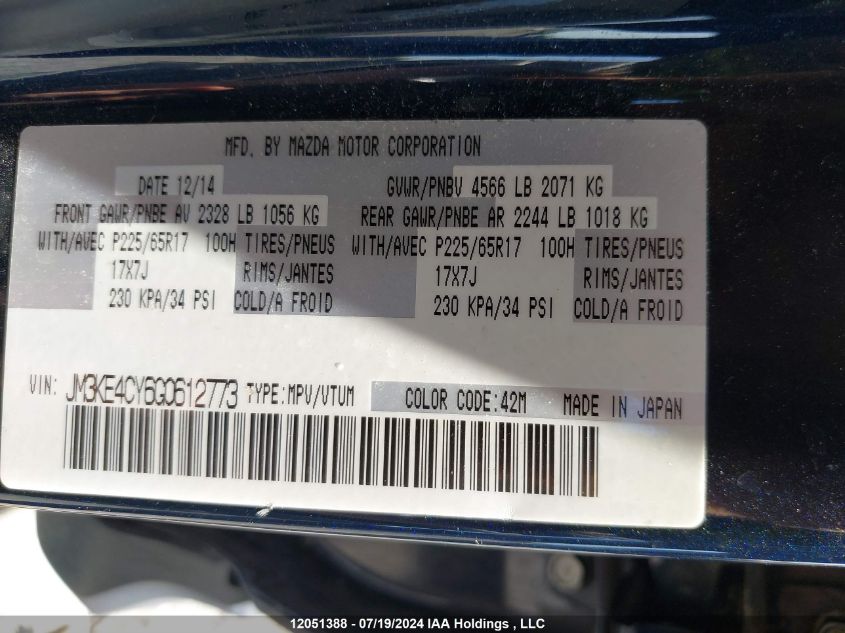 MFD. BY MAZDA MOTOR CORPORATION
DATE 12/14 GVWR/PNBV 4566 LB 2071 KG
FRONT GAWR/PNBE AV 2328 LB 1056 KG REAR GAWR/PNBE AR 2244 LB 1018 KG
WITH/AVEC P225/65R17 100H TIRES/PNEUS WITH/AVEC P225/65R17 100H TIRES/PNEUS
17X7J RIMS/JANTES 17X7J RIMS/JANTES
230 KPA/34 PSI COLD/A FROID 230 KPA/34 PSI COLD/A FROID
VIN: JM3KE4CY6G0612773 TYPE:MPV/VTUM COLOR CODE:42M MADE IN JAPAN
12051388 - 07/19/2024 IAA Holdings , LLC